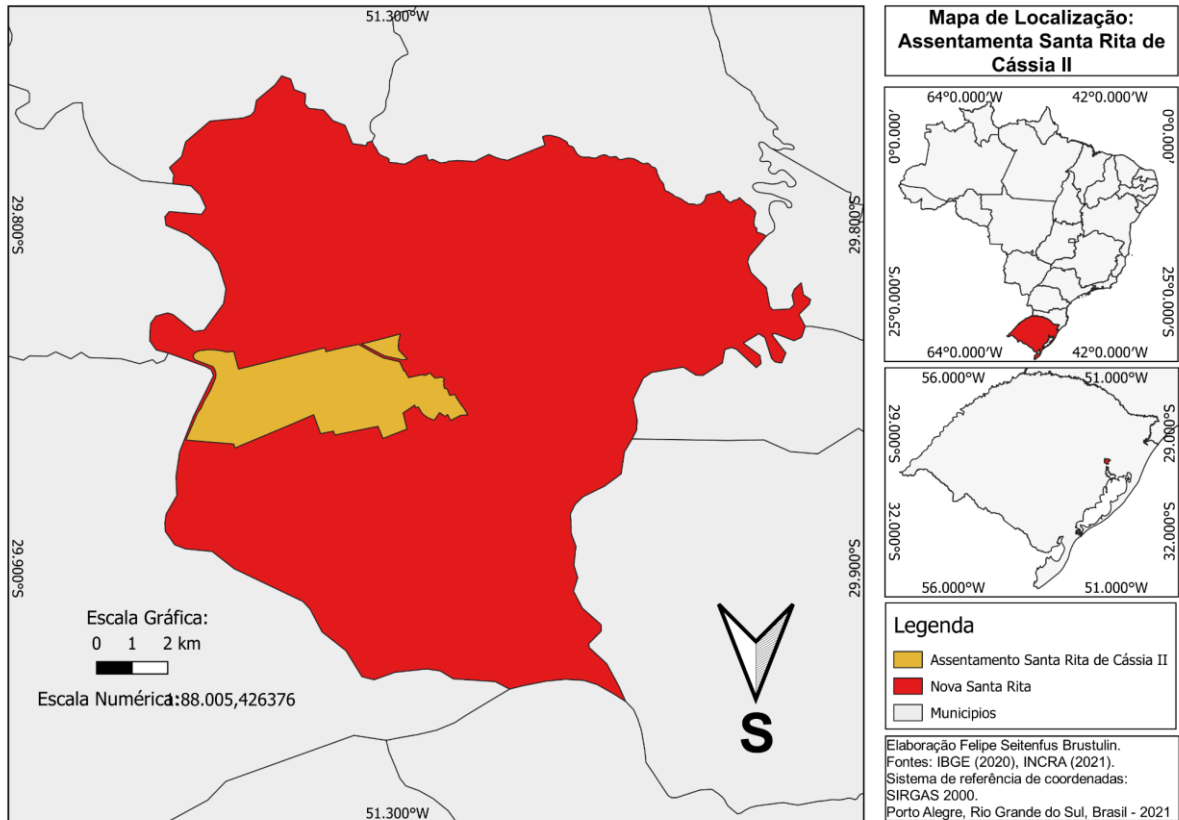 51.300°W
29.800°S
29.800°S
29.900°S
29.900°S
Escala Gráfica:
0 1 2 km
Escala Numérica:1:88.005,426376
S
51.300°W
Mapa de Localização:
Assentamenta Santa Rita de
Cássia II
64°0.000'W 42°0.000'W
0°0.000'
0°0.000'
25°0.000'S
25°0.000'S
64°0.000'W 42°0.000'W
56.000°W 51.000°W
29.000°S
29.000°S
32.000°S
32.000°S
56.000°W 51.000°W
Legenda
Assentamento Santa Rita de Cássia II
Nova Santa Rita
Municipios
Elaboração Felipe Seitenfus Brustulin.
Fontes: IBGE (2020), INCRA (2021).
Sistema de referência de coordenadas:
SIRGAS 2000.
Porto Alegre, Rio Grande do Sul, Brasil - 2021